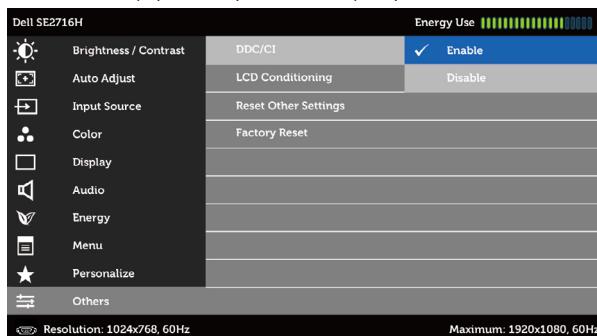 Dell SE2716H
Energy Use
Brightness / Contrast
DDC/CI
Enable
Auto Adjust
LCD Conditioning
Disable
Input Source
Reset Other Settings
Color
Factory Reset
Display
Audio
Energy
Menu
Personalize
Others
Resolution: 1024x768, 60Hz
Maximum: 1920x1080, 60Hz